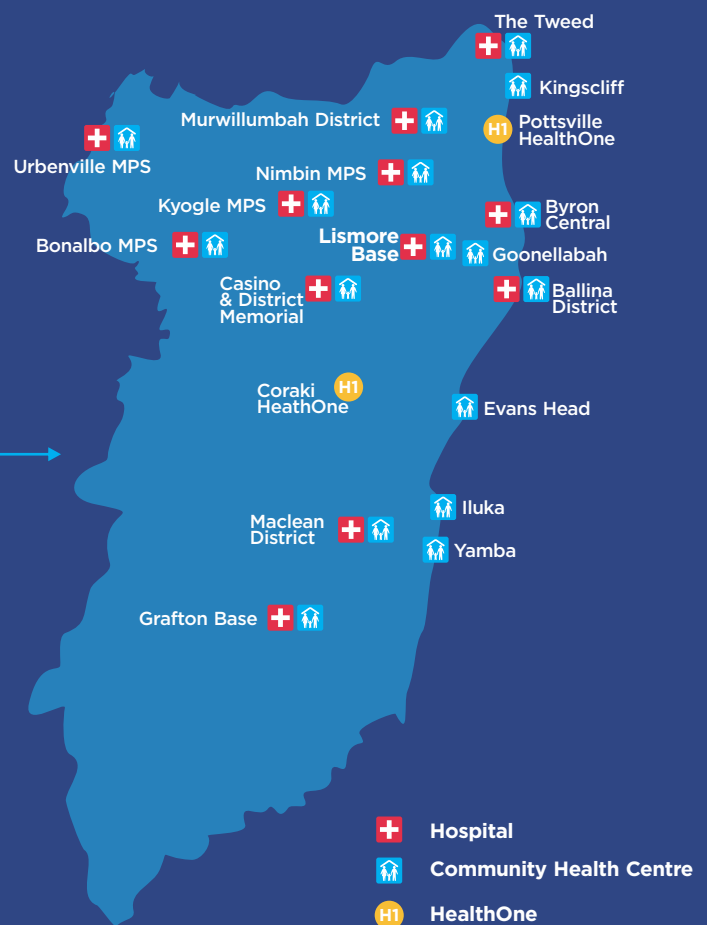 The Tweed
Kingscliff
Murwillumbah District
H1 Pottsville
HealthOne
Urbenville MPS
Nimbin MPS
Kyogle MPS
Byron
Central
Bonalbo MPS
Lismore
Base
Goonellabah
Casino
& District
Memorial
Ballina
District
Coraki
HeathOne
H1
Evans Head
Iluka
Maclean
District
Yamba
Grafton Base
Hospital
Community Health Centre
H1 HealthOne